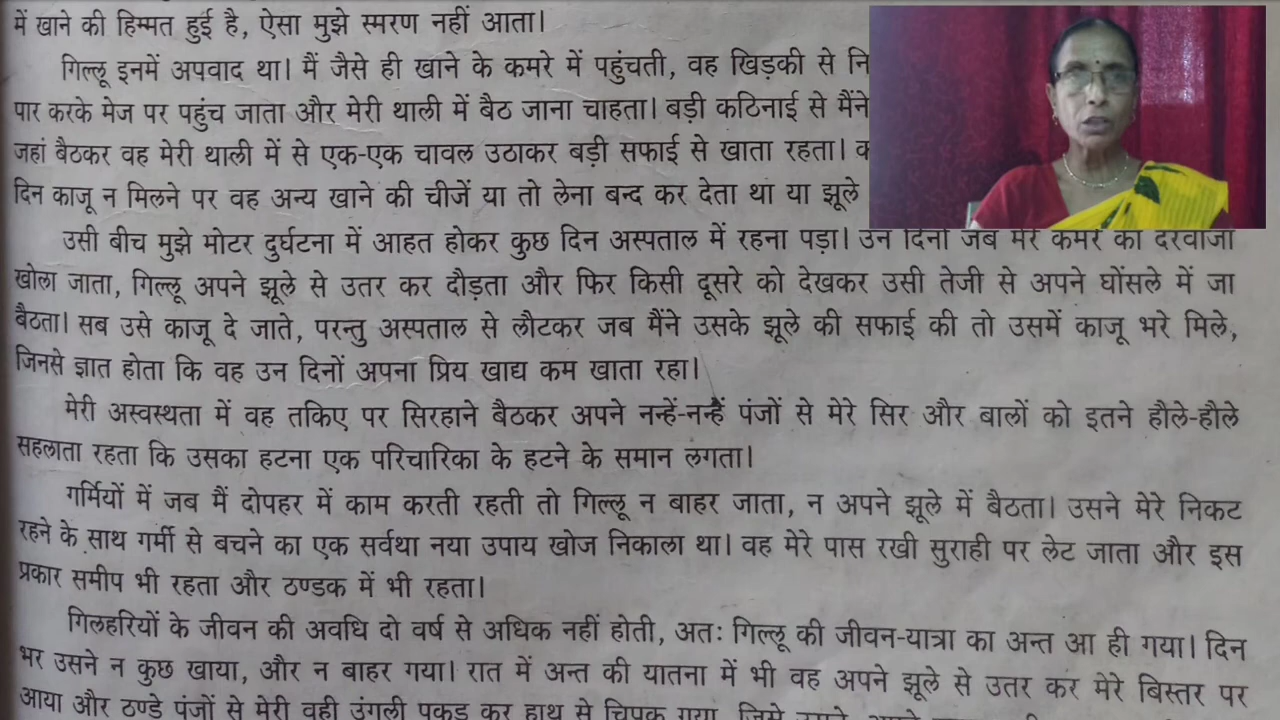 में खाने की हिम्मत हुई है, ऐसा मुझे स्मरण नहीं आता।
गिल्लू इनमें अपवाद था। मैं जैसे ही खाने के कमरे में पहुंचती, वह खिड़की से
पार करके मेज पर पहुंच जाता और मेरी थाली में बैठ जाना चाहता। बड़ी कठिनाई से मैंने
जहां बैठकर वह मेरी थाली में से एक-एक चावल उठाकर बड़ी सफाई से खाता रहता।
दिन काजू न मिलने पर वह अन्य खाने की चीजें या तो लेना बन्द कर देता था या झूले
उसी बीच मुझे मोटर दुर्घटना में आहत होकर कुछ दिन अस्पताल में रहना पड़ा। उन दिनों जब मेरे कमरे का दरवाजा
खोला जाता, गिल्लू अपने झूले से उतर कर दौड़ता और फिर किसी दूसरे को देखकर उसी तेजी से अपने घोंसले में जा
बैठता। सब उसे काजू दे जाते, परन्तु अस्पताल से लौटकर जब मैंने उसके झूले की सफाई की तो उसमें काजू भरे मिले,
जिनसे ज्ञात होता कि वह उन दिनों अपना प्रिय खाद्य कम खाता रहा।
मेरी अस्वस्थता में वह तकिए पर सिरहाने बैठकर अपने नन्हें-नन्हें पंजों से मेरे सिर और बालों को इतने हौले-हौले
सहलाता रहता कि उसका हटना एक परिचारिका के हटने के समान लगता।
गर्मियों में जब मैं दोपहर में काम करती रहती तो गिल्लू न बाहर जाता, न अपने झूले में बैठता। उसने मेरे निकट
रहने के साथ गर्मी से बचने का एक सर्वथा नया उपाय खोज निकाला था। वह मेरे पास रखी सुराही पर लेट जाता और इस
प्रकार समीप भी रहता और ठण्डक में भी रहता।
गिलहरियों के जीवन की अवधि दो वर्ष से अधिक नहीं होती, अतः गिल्लू की जीवन-यात्रा का अन्त आ ही गया। दिन
भर उसने न कुछ खाया, और न बाहर गया। रात में अन्त की यातना में भी वह अपने झूले से उतर कर मेरे बिस्तर पर
आया और ठण्डे पंजों से मेरी वही उंगली पकड़ कर हाथ से चिपक गया, जिसे उसने